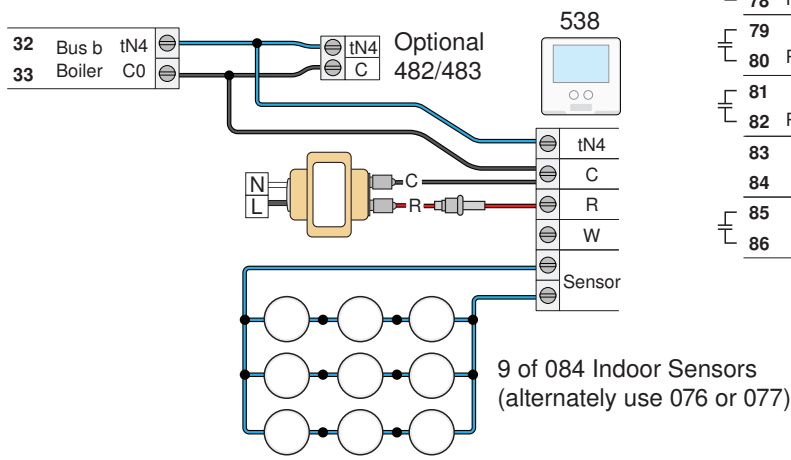 538
32 Bus b tN4
33 Boiler C0
tN4
C
Optional
482/483
tN4
C
R
W
Sensor
N
L
C
R
9 of 084 Indoor Sensors
(alternately use 076 or 077)
78
79
80
81
82
83
84
85
86